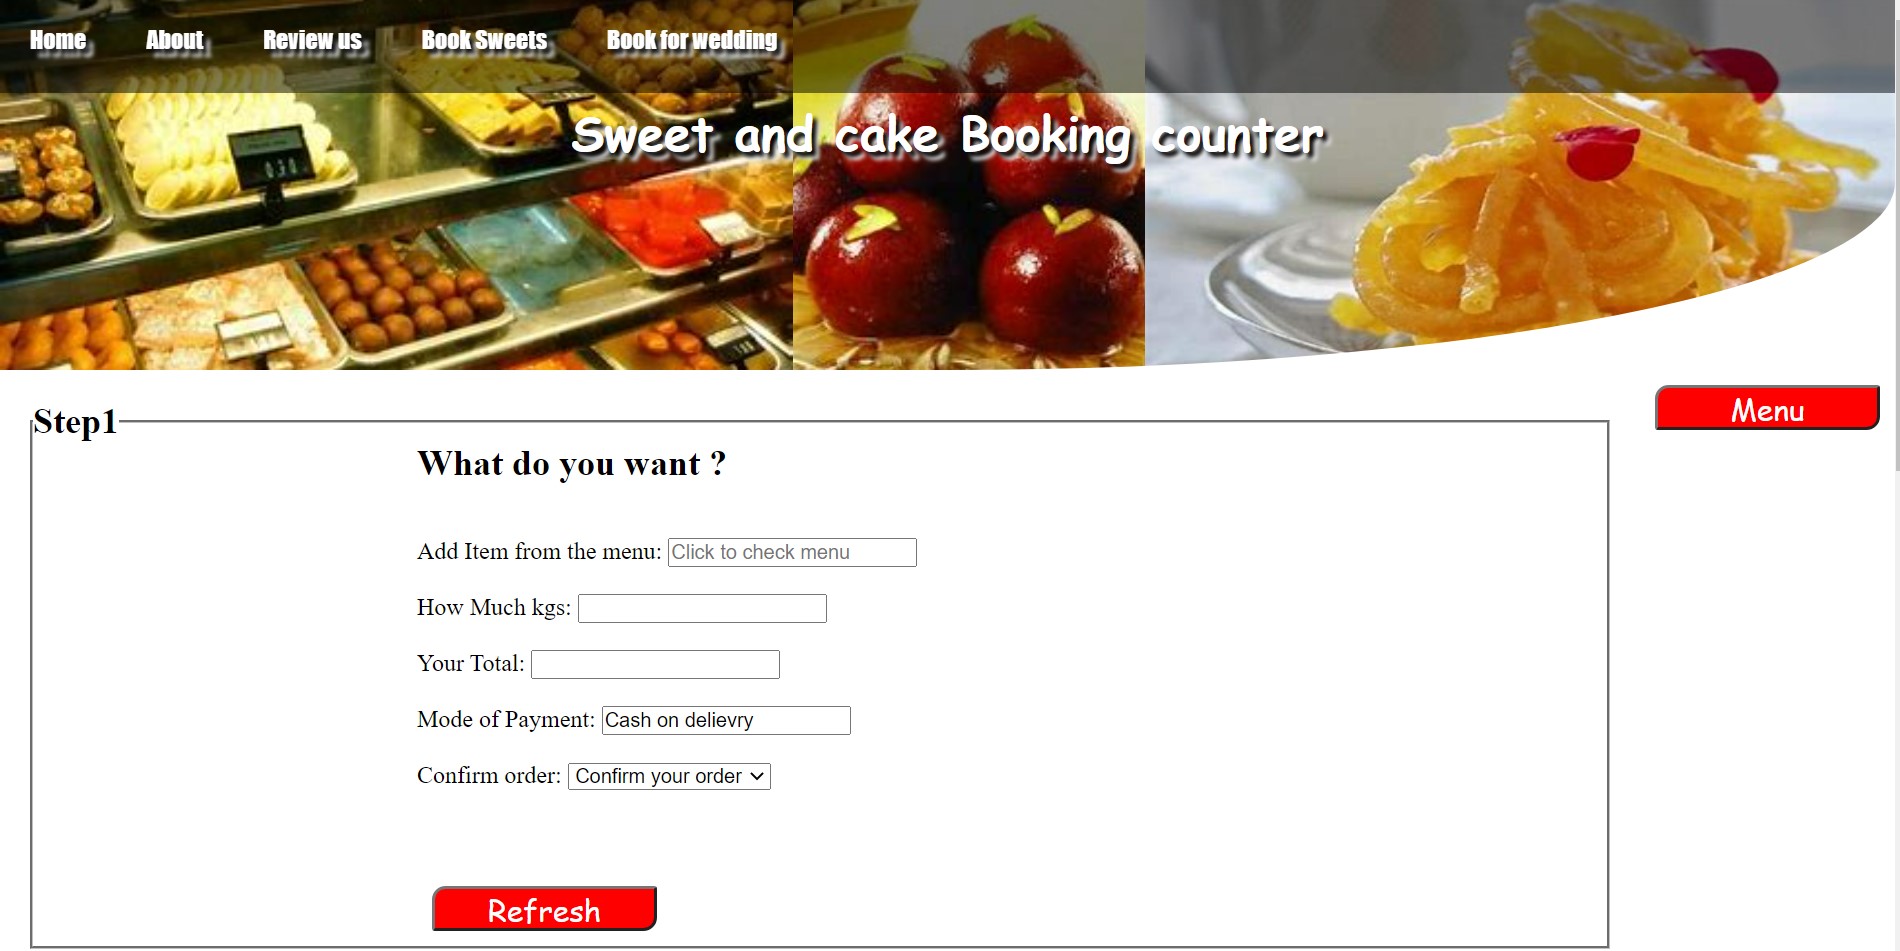 Home About Review us Book Sweets Book for wedding
Sweet and cake Booking counter
Menu
Step1
What do you want ?
Add Item from the menu: Click to check menu
How Much kgs:
Your Total:
Mode of Payment: Cash on delievry
Confirm order: Confirm your order
Refresh